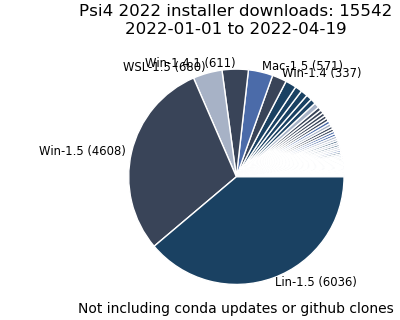 Psi4 2022 installer downloads: 15542
2022-01-01 to 2022-04-19
Win-1.4.1 (611)
WSL-1.5 (680)
Mac-1.5 (571)
Win-1.4 (337)
Win-1.5 (4608)
Lin-1.5 (6036)
Not including conda updates or github clones